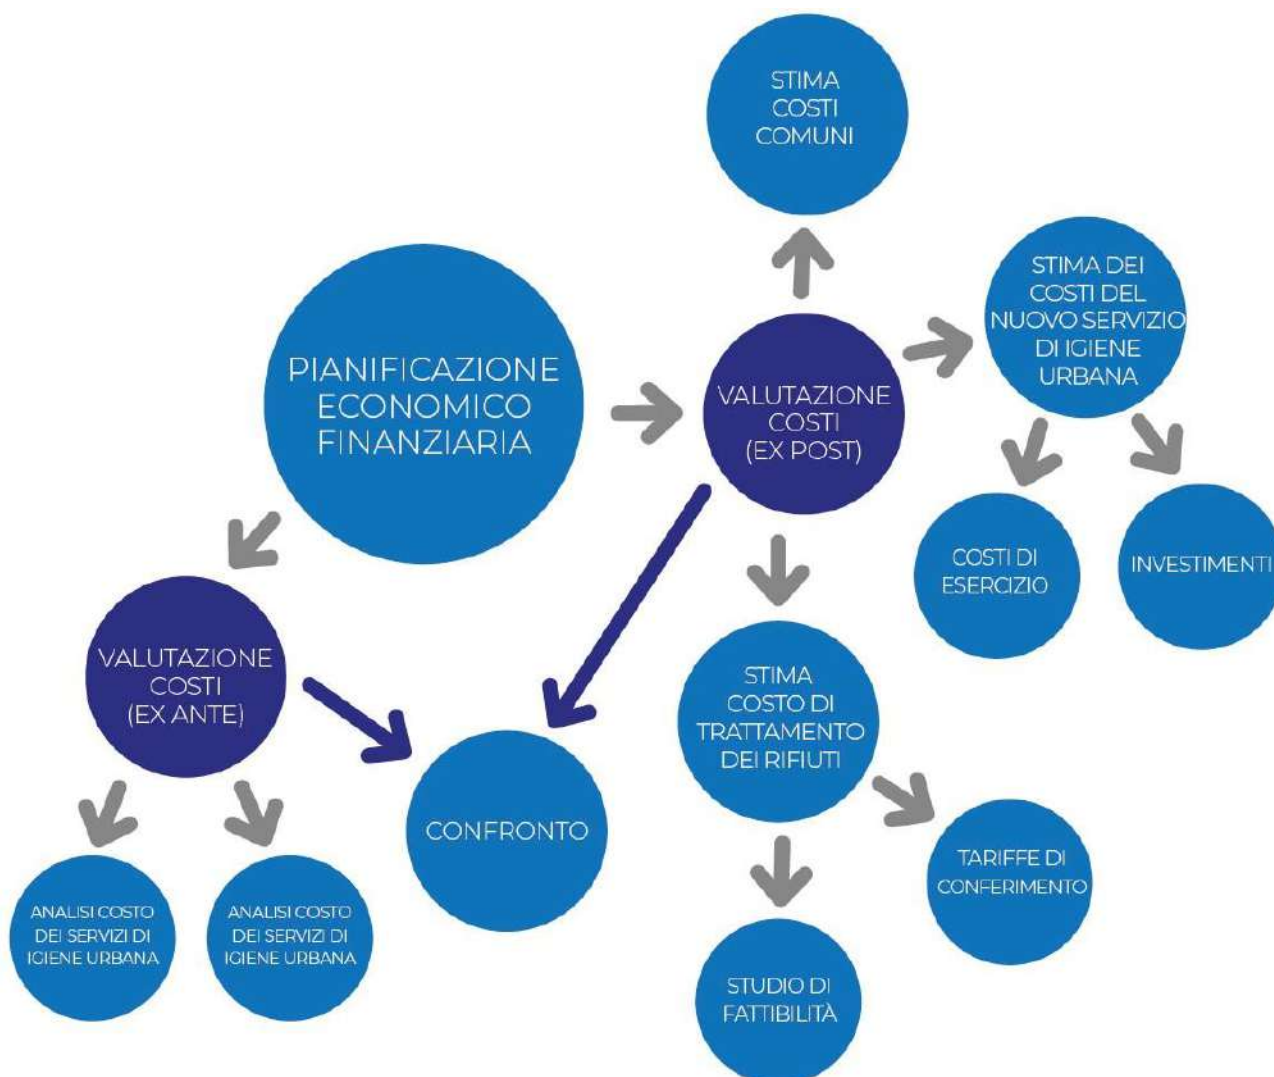 STIMA
COSTI
COMUNI
STIMA DEI
COSTI DEL
NUOVO SERVIZIO
DI IGIENE
URBANA
PIANIFICAZIONE
ECONOMICO
FINANZIARIA
VALUTAZIONE
COSTI
(EX POST)
COSTI DI
ESERCIZIO
INVESTIMENTI
VALUTAZIONE
COSTI
(EX ANTE)
STIMA
COSTO DI
TRATTAMENTO
DEI RIFIUTI
CONFRONTO
TARIFFE DI
CONFERIMENTO
ANALISI COSTO
DEI SERVIZI DI
IGIENE URBANA
ANALISI COSTO
DEI SERVIZI DI
IGIENE URBANA
STUDIO DI
FATTIBILITÀ